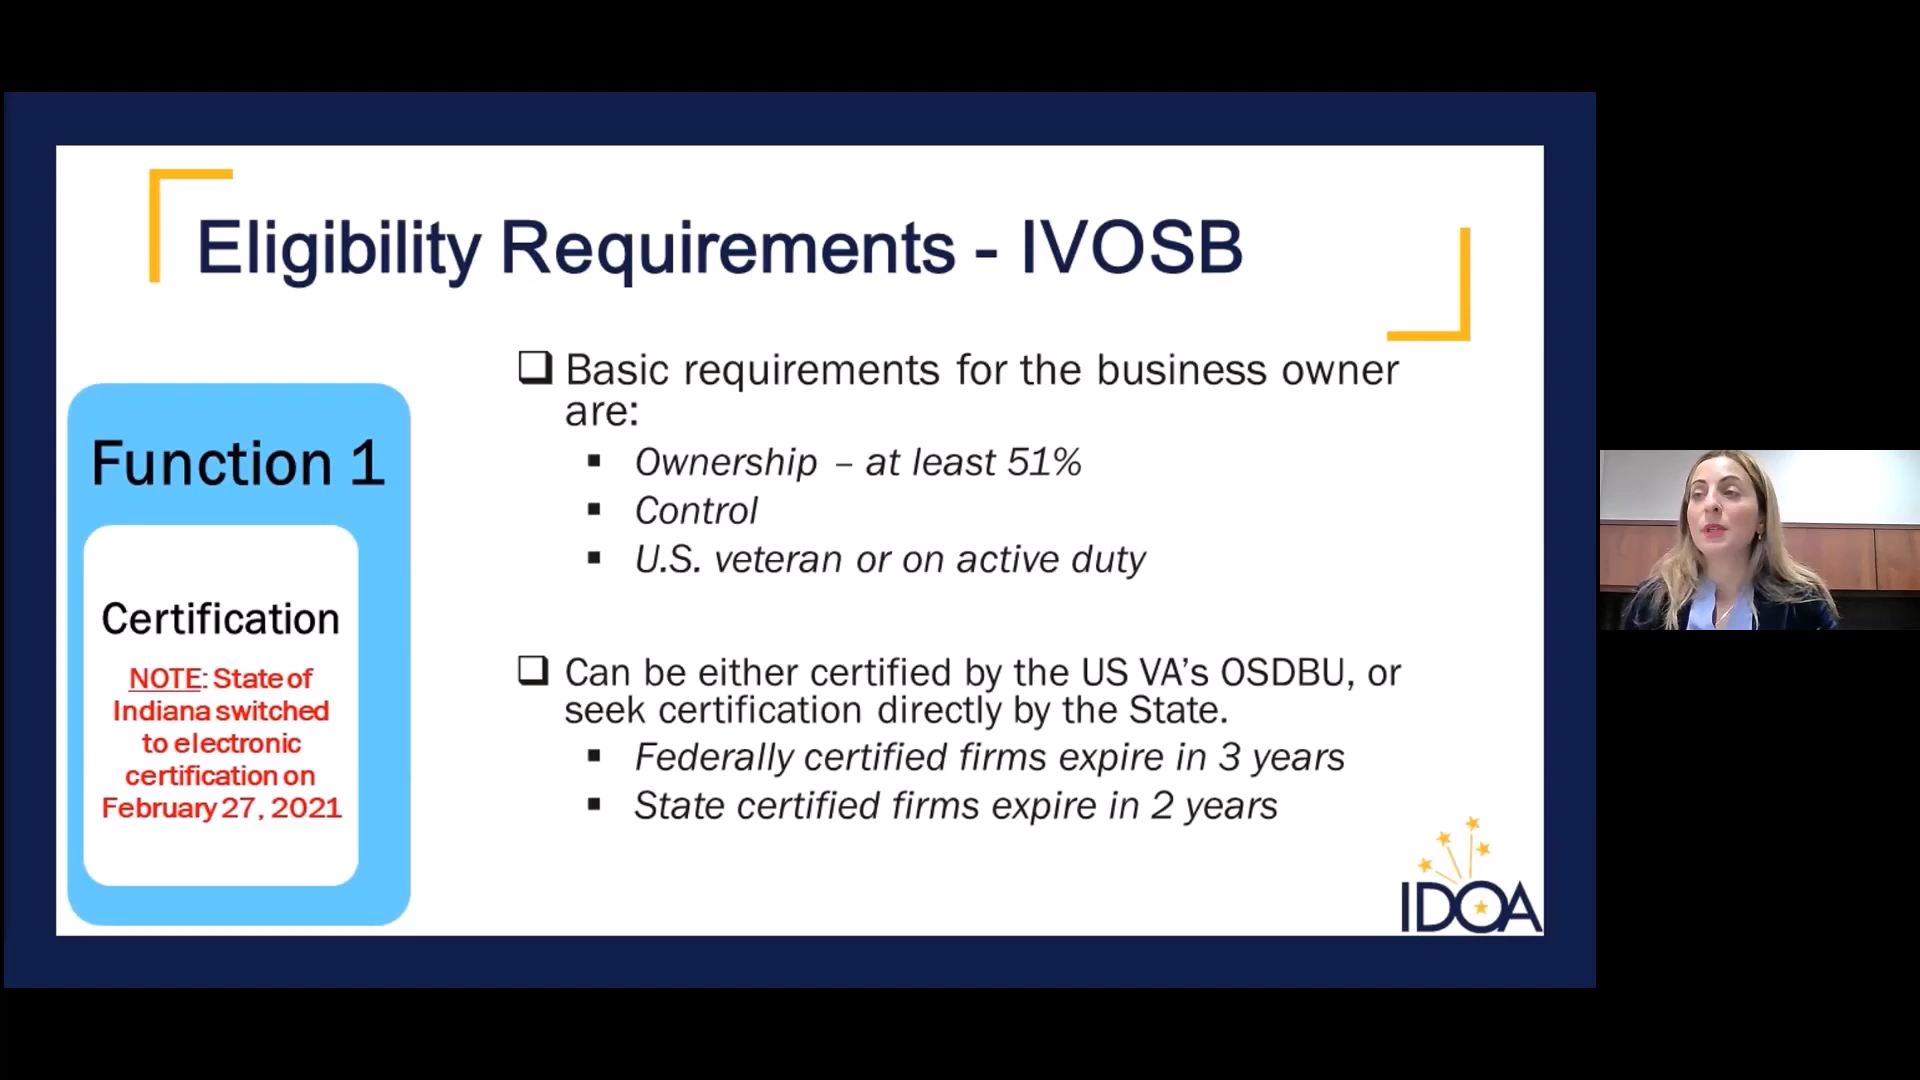 Eligibility Requirements - IVOSB
Function 1
Certification
NOTE: State of
Indiana switched
to electronic
certification on
February 27, 2021
Basic requirements for the business owner
are:
Ownership – at least 51%
Control
U.S. veteran or on active duty
Can be either certified by the US VA’s OSDBU, or
seek certification directly by the State.
Federally certified firms expire in 3 years
State certified firms expire in 2 years
IDOA